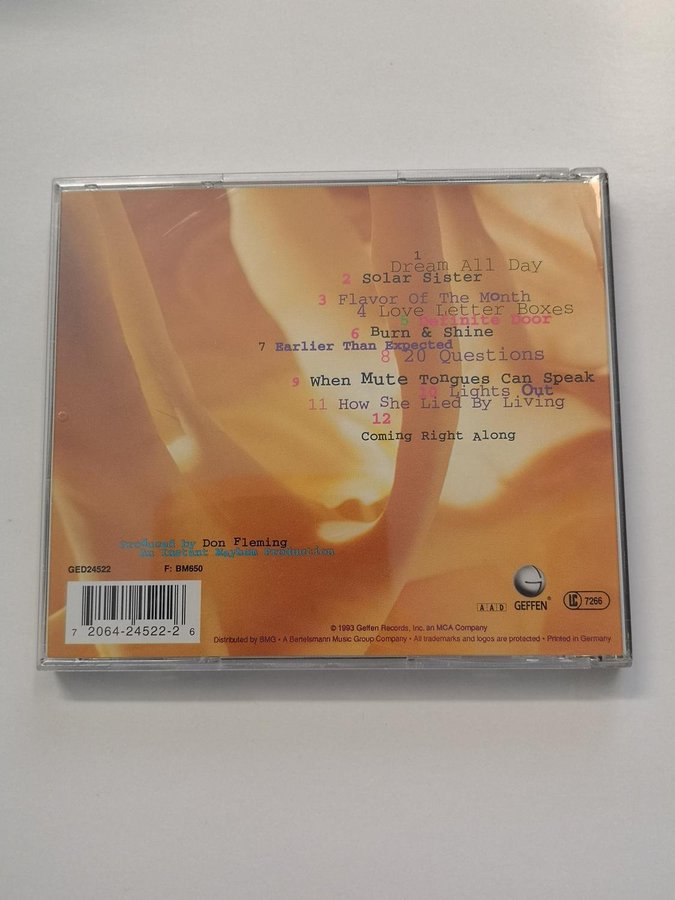 1
Dream All Day
2 Solar Sister
3 Flavor Of The Month
4 Love Letter Boxes
5 Definite Door
6 Burn & Shine
7 Earlier Than Expected
8 20 Questions
9 When Mute Tongues Can Speak
10 Lights Out
11 How She Lied By Living
12
Coming Right Along
Produced by Don Fleming
An Instant Mayhem Production
GED24522 F: BM650
7 2064-24522-2 6
AAD GEFFEN® LC 7266
© 1993 Geffen Records, Inc. an MCA Company
Distributed by BMG • A Bertelsmann Music Group Company • All trademarks and logos are protected • Printed in Germany